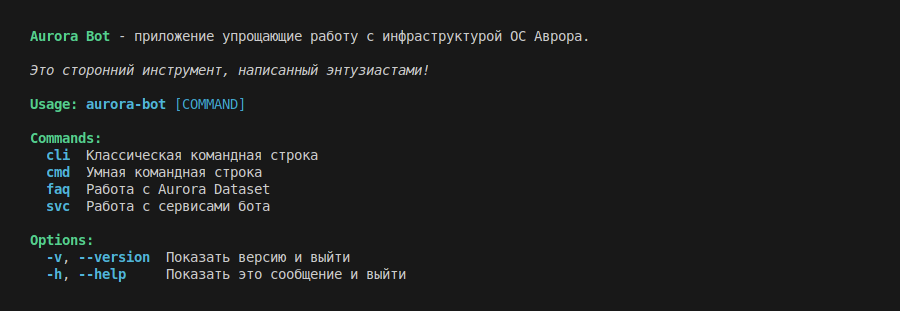 Aurora Bot - приложение упрощающие работу с инфраструктурой ОС Аврора.
Это сторонний инструмент, написанный энтузиастами!
Usage: aurora-bot [COMMAND]
Commands:
cli Классическая командная строка
cmd Умная командная строка
faq Работа с Aurora Dataset
svc Работа с сервисами бота
Options:
-v, --version Показать версию и выйти
-h, --help Показать это сообщение и выйти